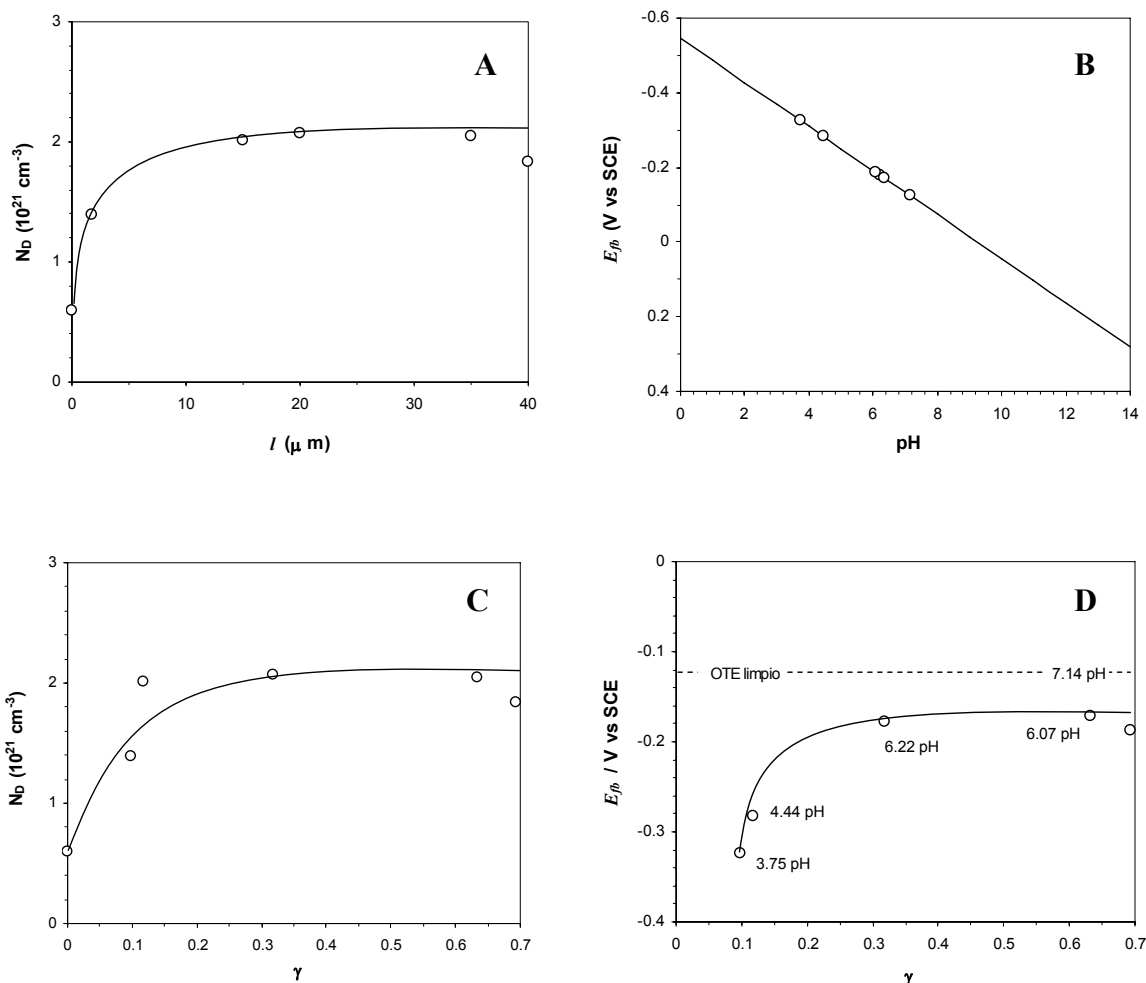 3
2
1
0
N_D (10^21 cm^-3)
A
0 10 20 30 40
l (μ m)
-0.6
-0.4
-0.2
0
0.2
0.4
E_fb (V vs SCE)
B
0 2 4 6 8 10 12 14
pH
3
2
1
0
N_D (10^21 cm^-3)
C
0 0.1 0.2 0.3 0.4 0.5 0.6 0.7
γ
0
-0.1
-0.2
-0.3
-0.4
E_fb / V vs SCE
D
OTE limpio 7.14 pH
6.22 pH 6.07 pH
4.44 pH
3.75 pH
0 0.1 0.2 0.3 0.4 0.5 0.6 0.7
γ